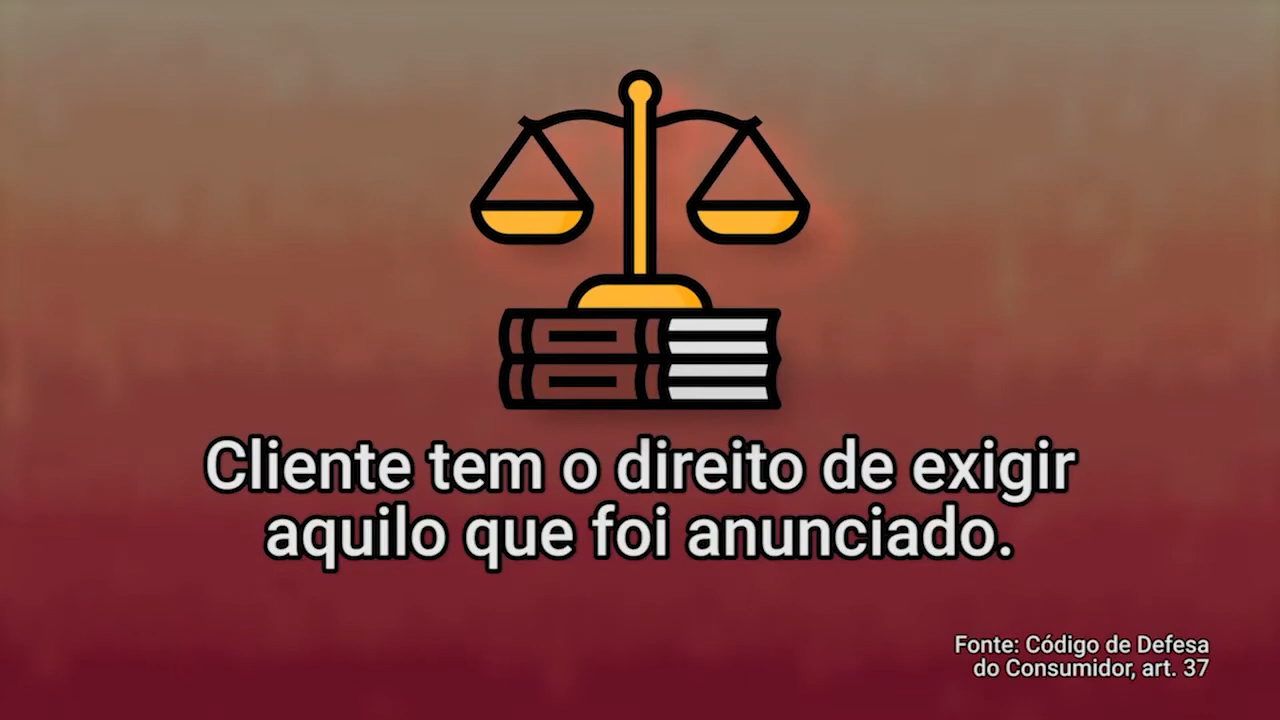 Cliente tem o direito de exigir
aquilo que foi anunciado.
Fonte: Código de Defesa
do Consumidor, art. 37